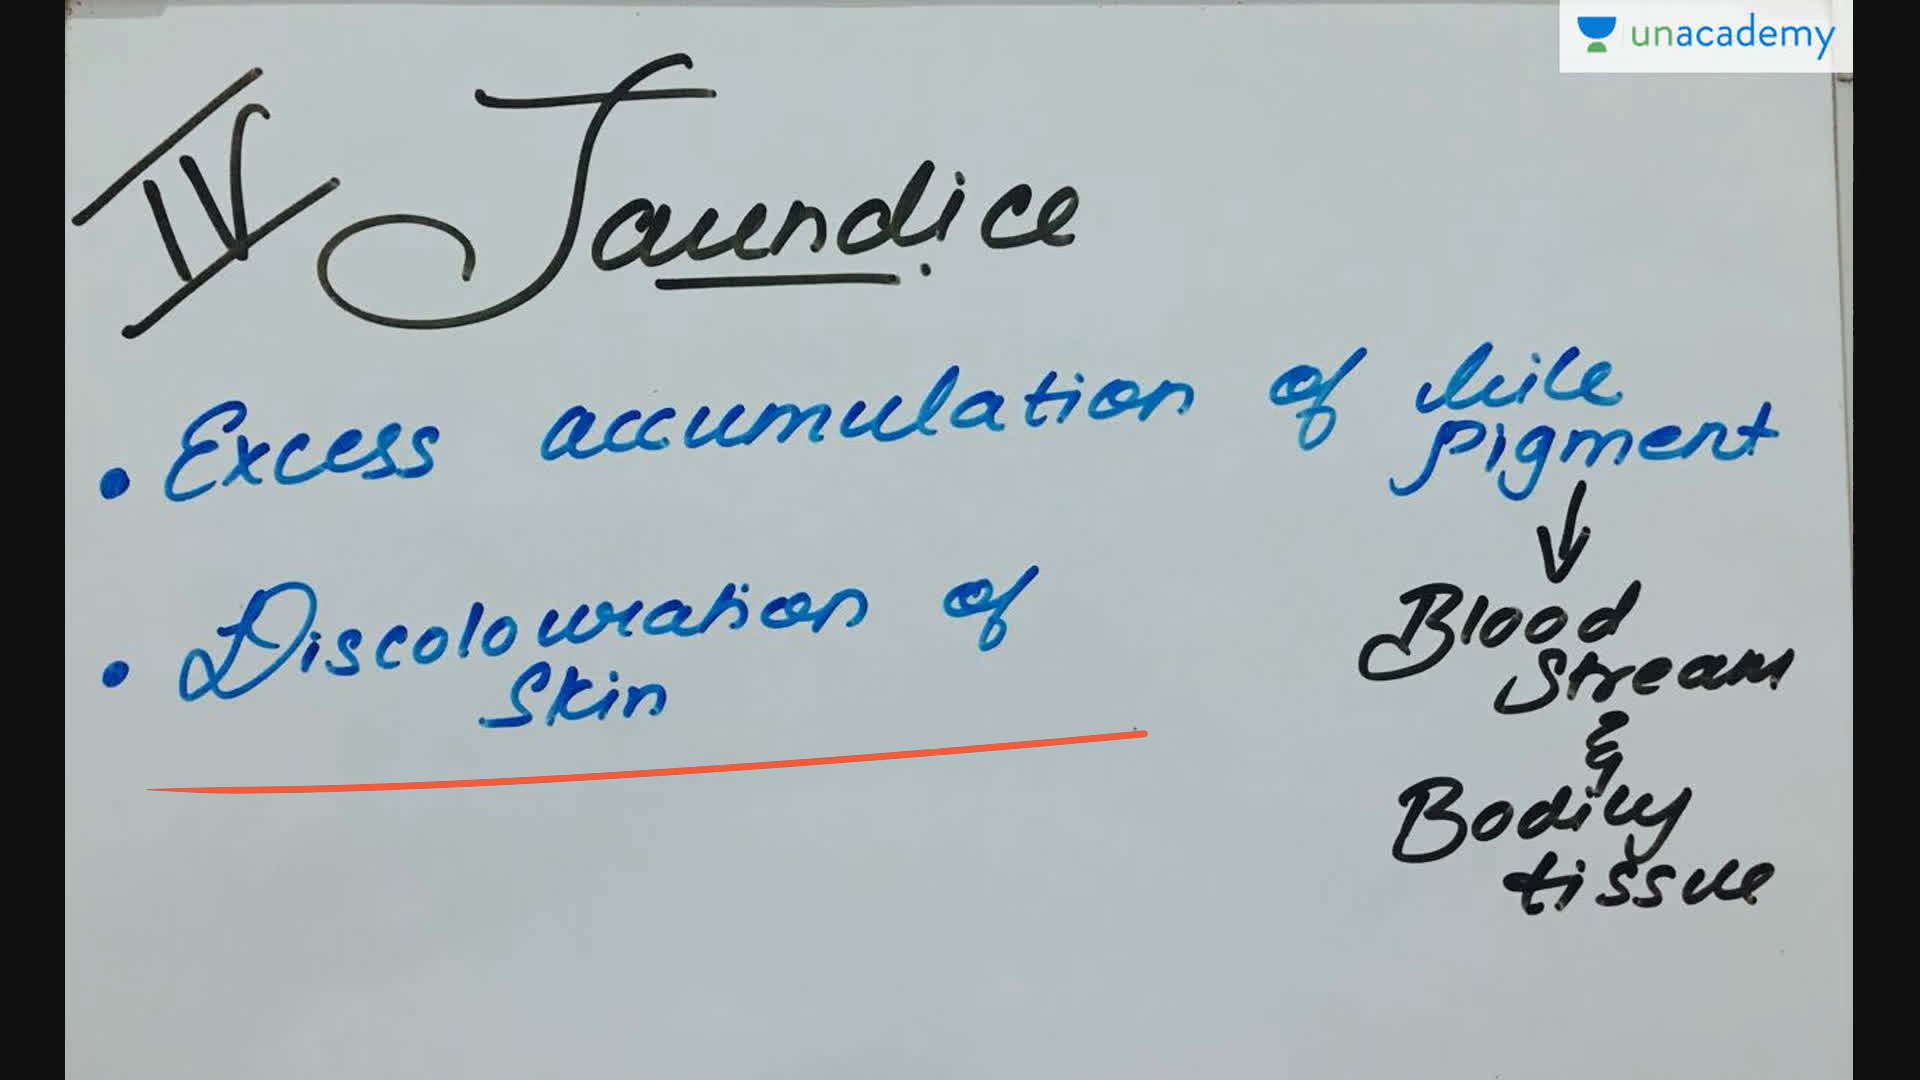 unacademy
IV Jaundice
• Excess accumulation of bile
pigment
↓
Blood
stream
&
Bodily
tissue
• Discolouration of
Skin